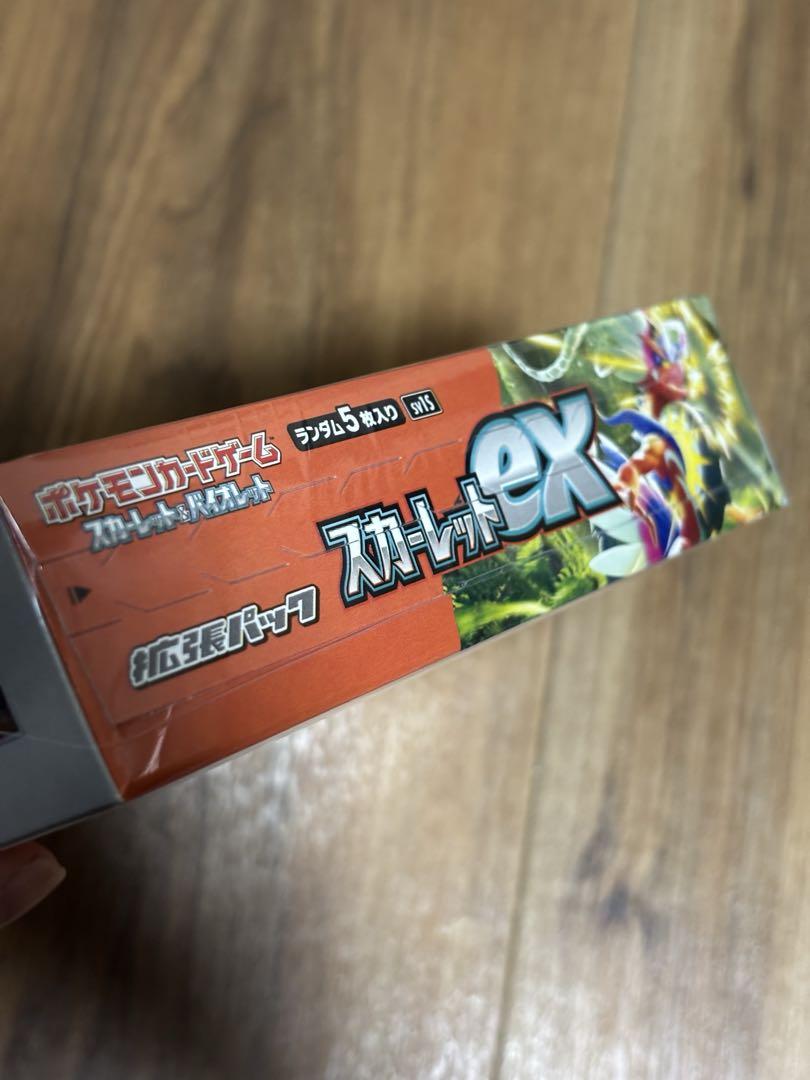 ポケモンカードゲーム
スカーレット&バイオレット
ランダム5枚入り
SV1S
拡張パック
スカーレットex